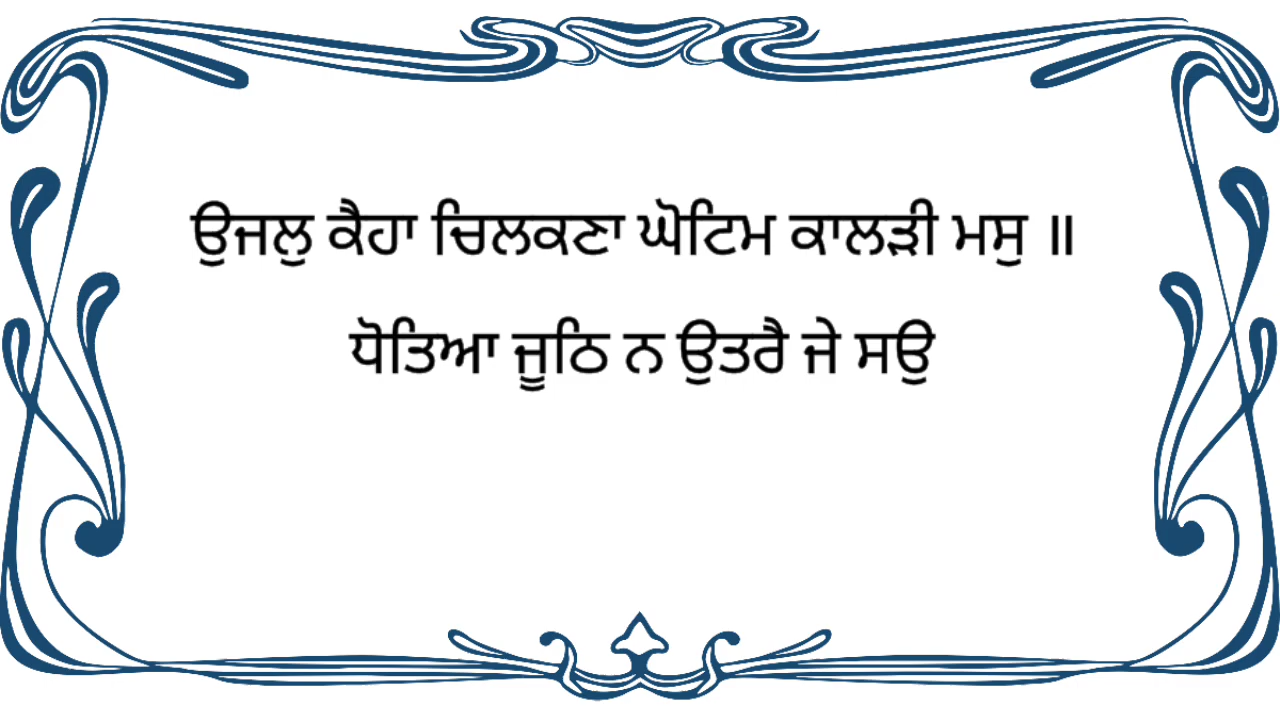 ਉਜਲੁ ਕੈਹਾ ਚਿਲਕਣਾ ਘੋਟਿਮ ਕਾਲੜੀ ਮਸੁ ॥
ਧੋਤਿਆ ਜੂਠਿ ਨ ਉਤਰੈ ਜੇ ਸਉ